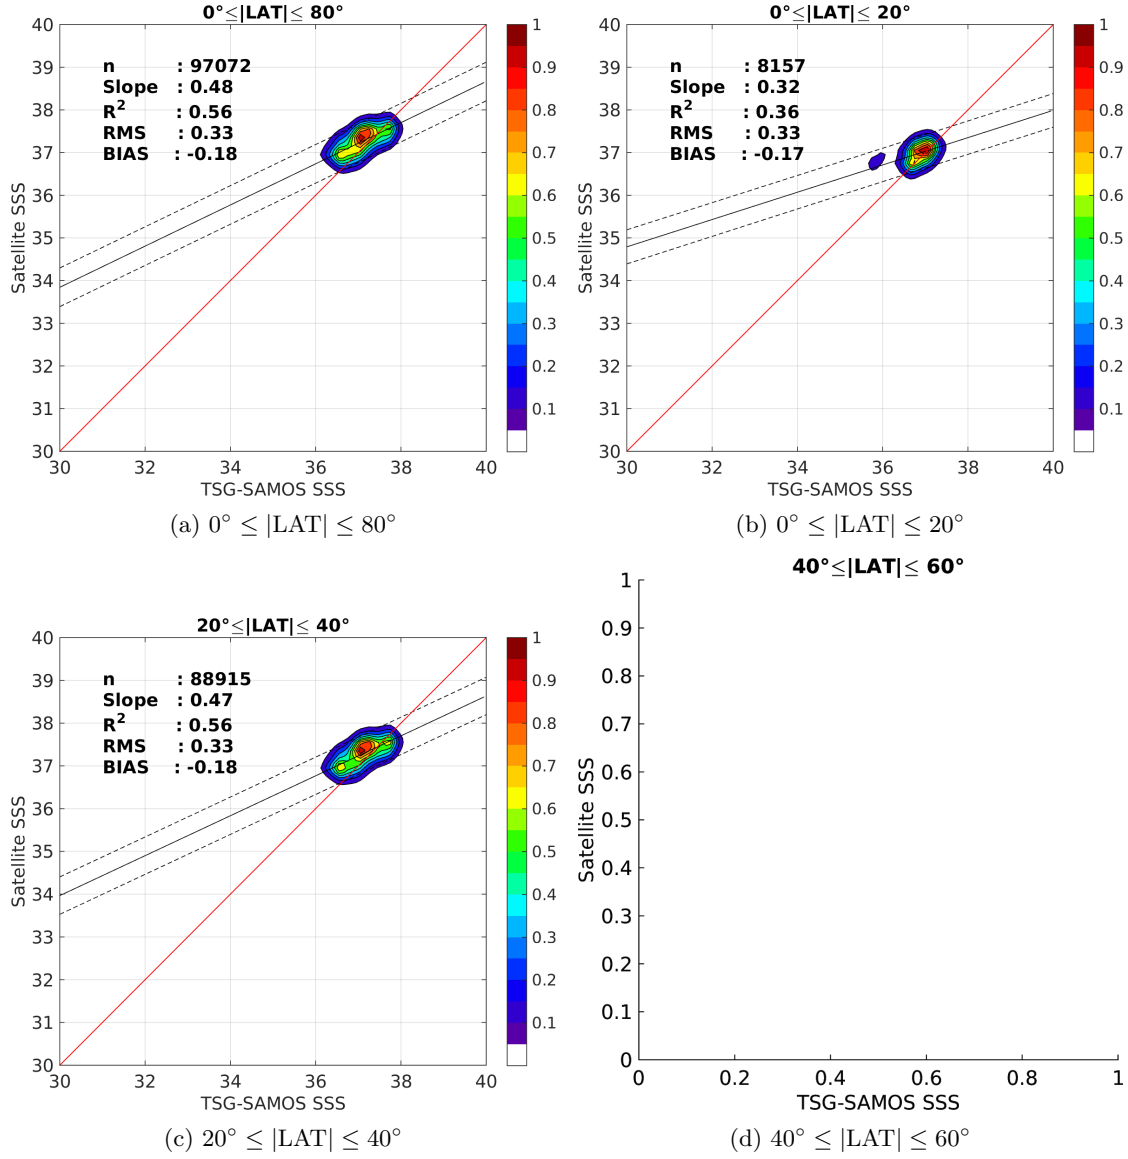 0°≤|LAT|≤ 80°
n : 97072
Slope : 0.48
R2 : 0.56
RMS : 0.33
BIAS : -0.18
40
39
38
37
36
35
34
33
32
31
30
Satellite SSS
30 32 34 36 38 40
TSG-SAMOS SSS
1
0.9
0.8
0.7
0.6
0.5
0.4
0.3
0.2
0.1
(a) 0° ≤ |LAT| ≤ 80°
0°≤|LAT|≤ 20°
n : 8157
Slope : 0.32
R2 : 0.36
RMS : 0.33
BIAS : -0.17
40
39
38
37
36
35
34
33
32
31
30
Satellite SSS
30 32 34 36 38 40
TSG-SAMOS SSS
1
0.9
0.8
0.7
0.6
0.5
0.4
0.3
0.2
0.1
(b) 0° ≤ |LAT| ≤ 20°
20°≤|LAT|≤ 40°
n : 88915
Slope : 0.47
R2 : 0.56
RMS : 0.33
BIAS : -0.18
40
39
38
37
36
35
34
33
32
31
30
Satellite SSS
30 32 34 36 38 40
TSG-SAMOS SSS
1
0.9
0.8
0.7
0.6
0.5
0.4
0.3
0.2
0.1
(c) 20° ≤ |LAT| ≤ 40°
40°≤|LAT|≤ 60°
1
0.9
0.8
0.7
0.6
0.5
0.4
0.3
0.2
0.1
0
Satellite SSS
0 0.2 0.4 0.6 0.8 1
TSG-SAMOS SSS
(d) 40° ≤ |LAT| ≤ 60°